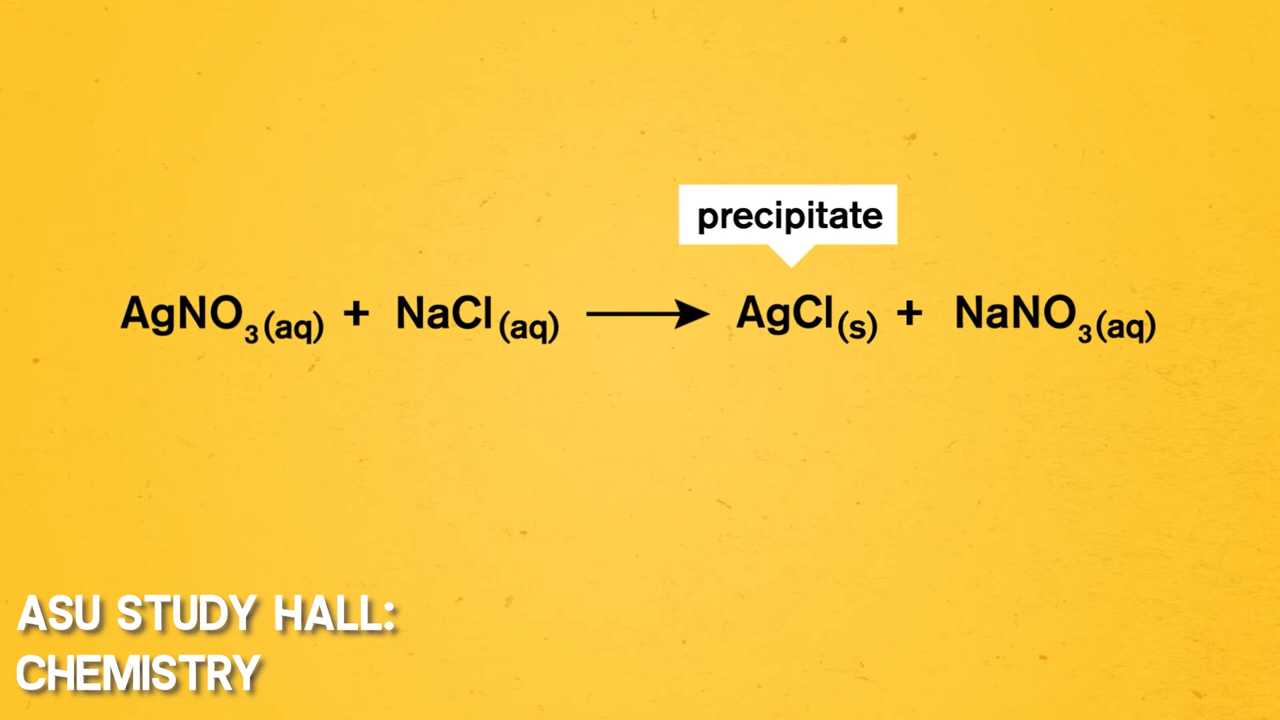 precipitate
AgNO₃(aq) + NaCl(aq) ⟶ AgCl(s) + NaNO₃(aq)
ASU STUDY HALL:
CHEMISTRY